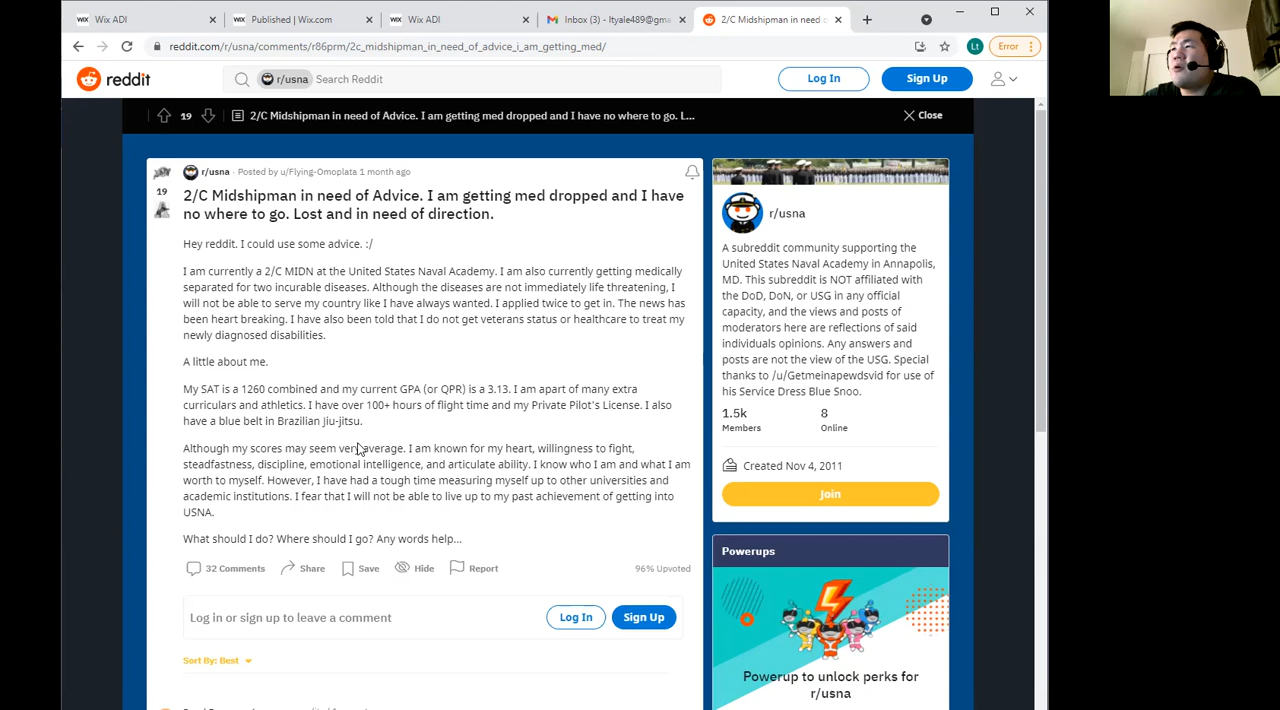 Wix ADI
Published | Wix.com
Wix ADI
Inbox (3) - ltyale489@gma
2/C Midshipman in need o
reddit.com/r/usna/comments/r86prm/2c_midshipman_in_need_of_advice_i_am_getting_med/
Lt
Error
reddit
r/usna
Search Reddit
Log In
Sign Up
19
2/C Midshipman in need of Advice. I am getting med dropped and I have no where to go. L...
Close
r/usna · Posted by u/Flying-Omoplata 1 month ago
19
2/C Midshipman in need of Advice. I am getting med dropped and I have
no where to go. Lost and in need of direction.
Hey reddit. I could use some advice. :/
I am currently a 2/C MIDN at the United States Naval Academy. I am also currently getting medically
separated for two incurable diseases. Although the diseases are not immediately life threatening, I
will not be able to serve my country like I have always wanted. I applied twice to get in. The news has
been heart breaking. I have also been told that I do not get veterans status or healthcare to treat my
newly diagnosed disabilities.
A little about me.
My SAT is a 1260 combined and my current GPA (or QPR) is a 3.13. I am apart of many extra
curriculars and athletics. I have over 100+ hours of flight time and my Private Pilot's License. I also
have a blue belt in Brazilian Jiu-jitsu.
Although my scores may seem very average. I am known for my heart, willingness to fight,
steadfastness, discipline, emotional intelligence, and articulate ability. I know who I am and what I am
worth to myself. However, I have had a tough time measuring myself up to other universities and
academic institutions. I fear that I will not be able to live up to my past achievement of getting into
USNA.
What should I do? Where should I go? Any words help...
32 Comments
Share
Save
Hide
Report
96% Upvoted
Log in or sign up to leave a comment
Log In
Sign Up
Sort By: Best
r/usna
A subreddit community supporting the
United States Naval Academy in Annapolis,
MD. This subreddit is NOT affiliated with
the DoD, DoN, or USG in any official
capacity, and the views and posts of
moderators here are reflections of said
individuals opinions. Any answers and
posts are not the view of the USG. Special
thanks to /u/Getmeinapewdsvid for use of
his Service Dress Blue Snoo.
1.5k
Members
8
Online
Created Nov 4, 2011
Join
Powerups
Powerup to unlock perks for
r/usna